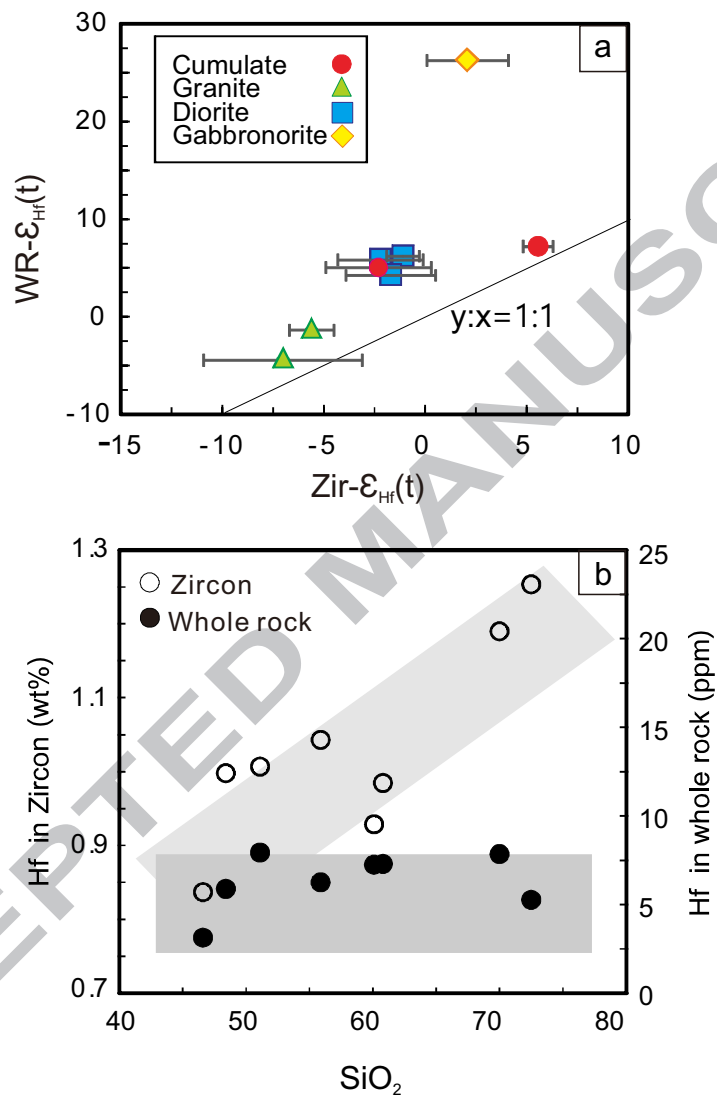 30
20
10
0
-10
WR-εHf(t)
a
Cumulate
Granite
Diorite
Gabbronorite
y:x=1:1
-15
-10
-5
0
5
10
Zir-εHf(t)
EPTED MANUSC
1.3
1.1
0.9
0.7
Hf in Zircon (wt%)
b
Zircon
Whole rock
25
20
15
10
5
0
Hf in whole rock (ppm)
40
50
60
70
80
SiO2